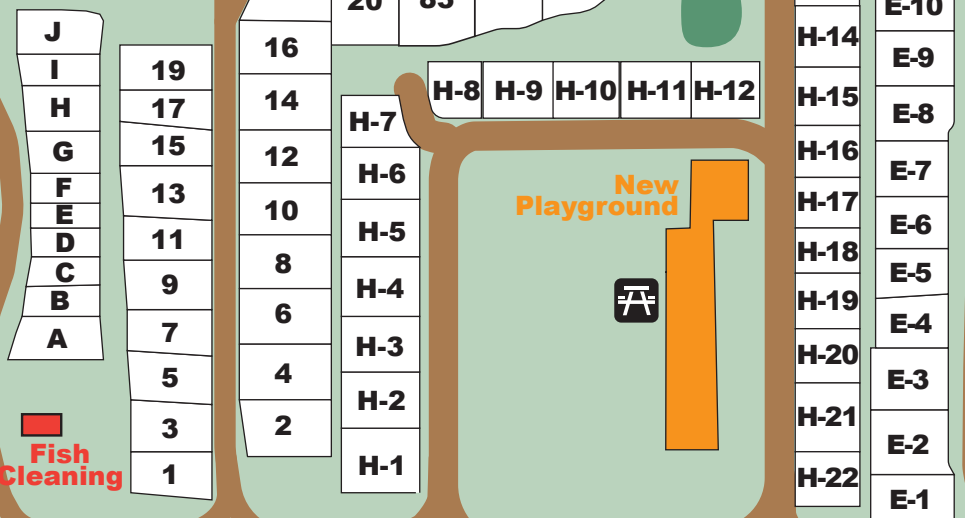 J
I
H
G
F
E
D
C
B
A
Fish
Cleaning
19
17
15
13
11
9
7
5
3
1
16
14
12
10
8
6
4
2
20
83
H-7
H-6
H-5
H-4
H-3
H-2
H-1
H-8
H-9
H-10
H-11
H-12
New
Playground
H-14
H-15
H-16
H-17
H-18
H-19
H-20
H-21
H-22
E-10
E-9
E-8
E-7
E-6
E-5
E-4
E-3
E-2
E-1